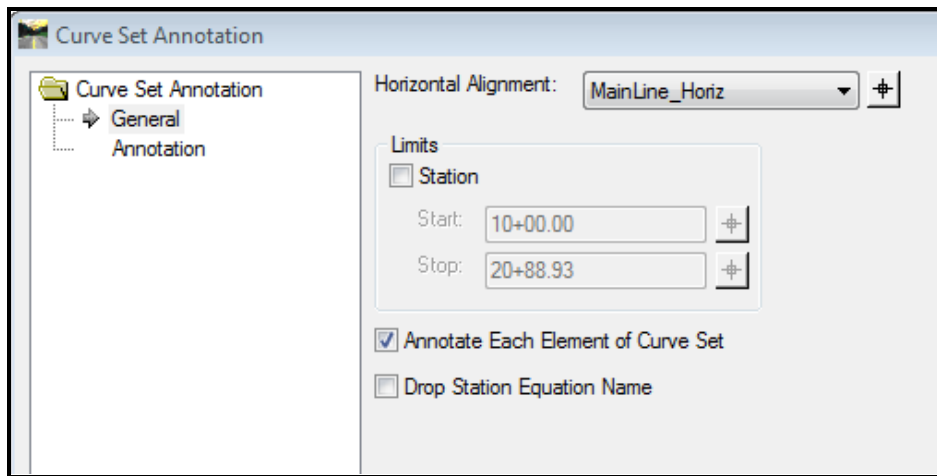 Curve Set Annotation
Curve Set Annotation
General
Annotation
Horizontal Alignment: MainLine_Horiz
Limits
Station
Start: 10+00.00
Stop: 20+88.93
Annotate Each Element of Curve Set
Drop Station Equation Name